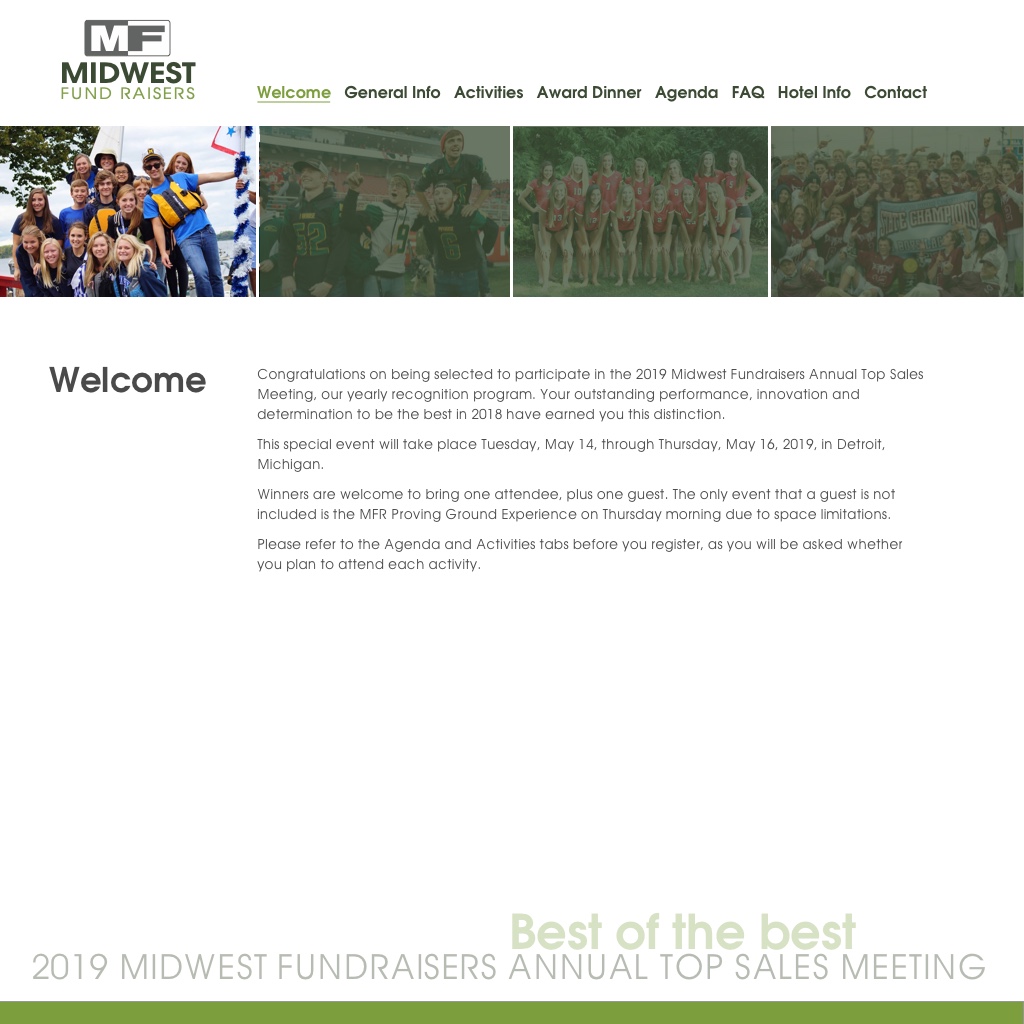 MF
MIDWEST
FUND RAISERS
Welcome General Info Activities Award Dinner Agenda FAQ Hotel Info Contact
52
6
STATE CHAMPIONS
Welcome
Congratulations on being selected to participate in the 2019 Midwest Fundraisers Annual Top Sales
Meeting, our yearly recognition program. Your outstanding performance, innovation and
determination to be the best in 2018 have earned you this distinction.
This special event will take place Tuesday, May 14, through Thursday, May 16, 2019, in Detroit,
Michigan.
Winners are welcome to bring one attendee, plus one guest. The only event that a guest is not
included is the MFR Proving Ground Experience on Thursday morning due to space limitations.
Please refer to the Agenda and Activities tabs before you register, as you will be asked whether
you plan to attend each activity.
Best of the best
2019 MIDWEST FUNDRAISERS ANNUAL TOP SALES MEETING